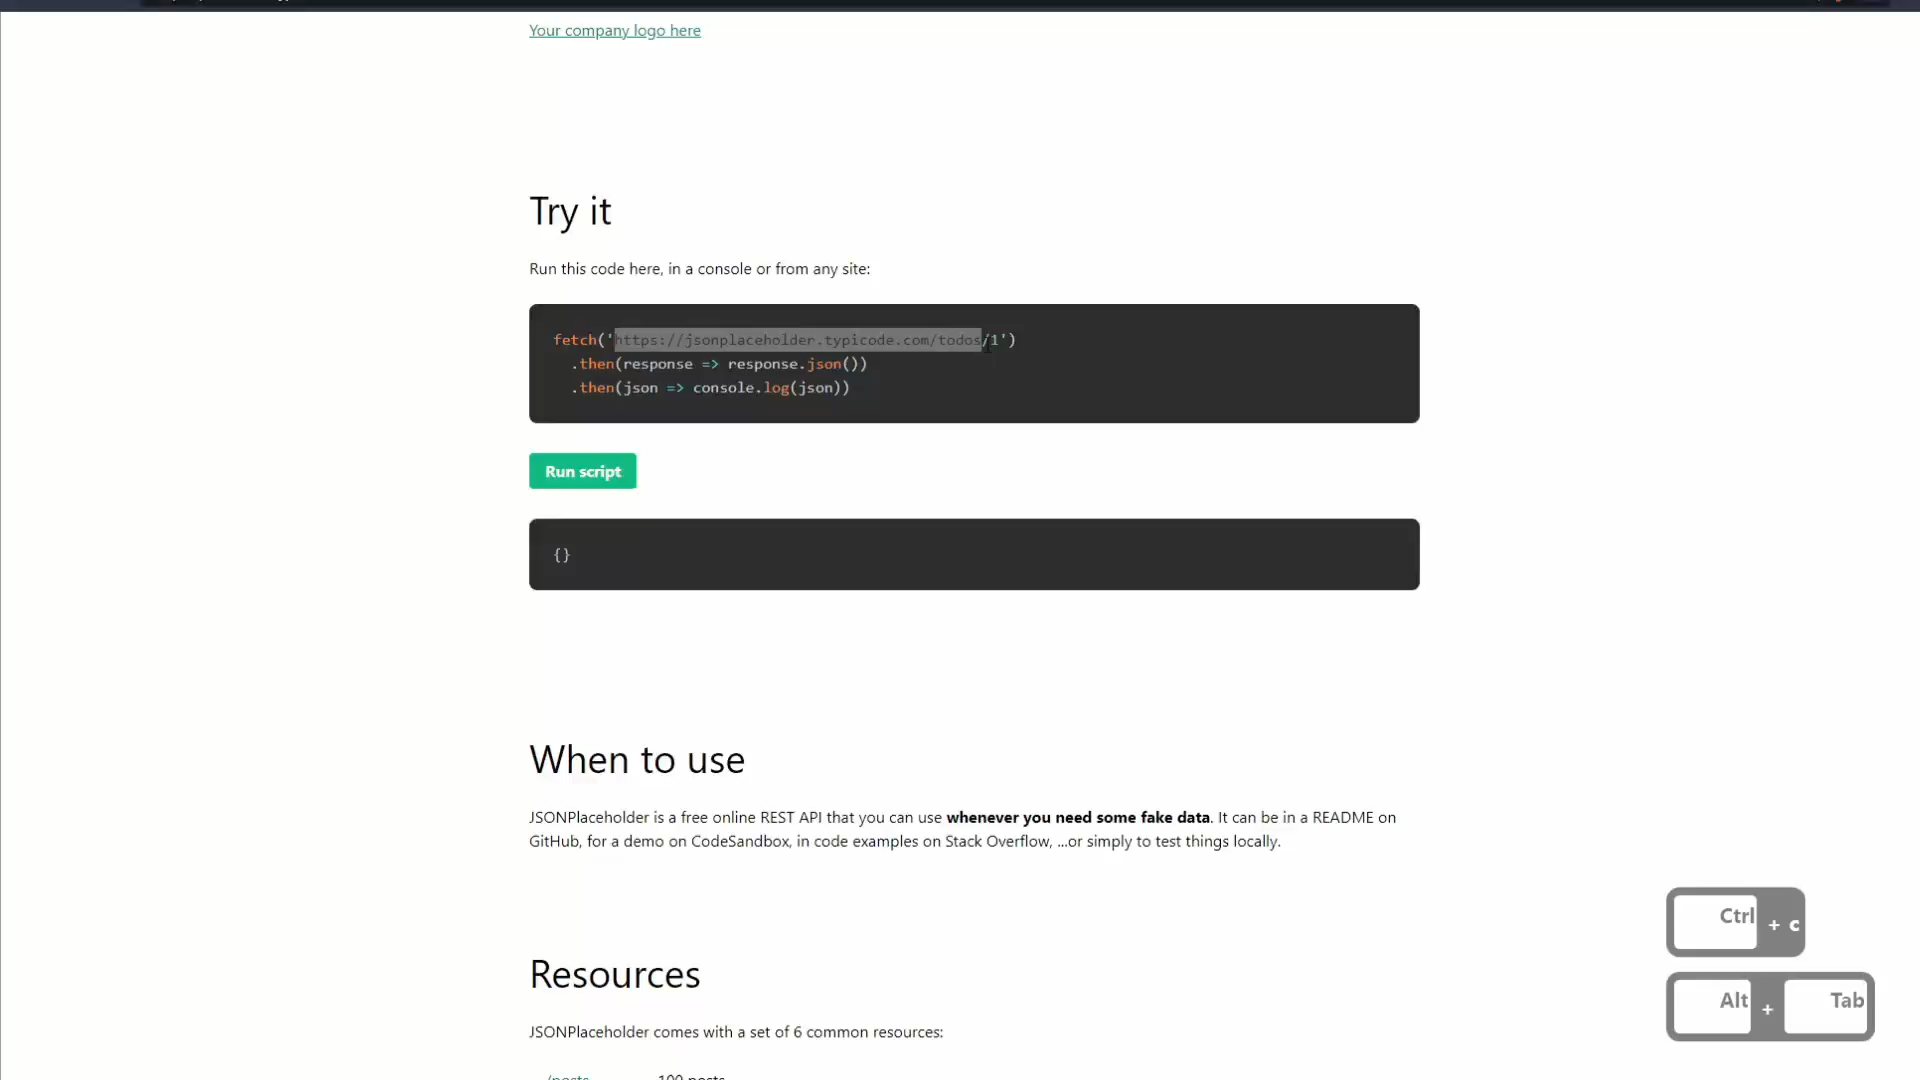 Your company logo here
Try it
Run this code here, in a console or from any site:
fetch('https://jsonplaceholder.typicode.com/todos/1')
.then(response => response.json())
.then(json => console.log(json))
Run script
{}
When to use
JSONPlaceholder is a free online REST API that you can use whenever you need some fake data. It can be in a README on
GitHub, for a demo on CodeSandbox, in code examples on Stack Overflow, ...or simply to test things locally.
Ctrl + c
Resources
Alt + Tab
JSONPlaceholder comes with a set of 6 common resources:
/posts 100 posts